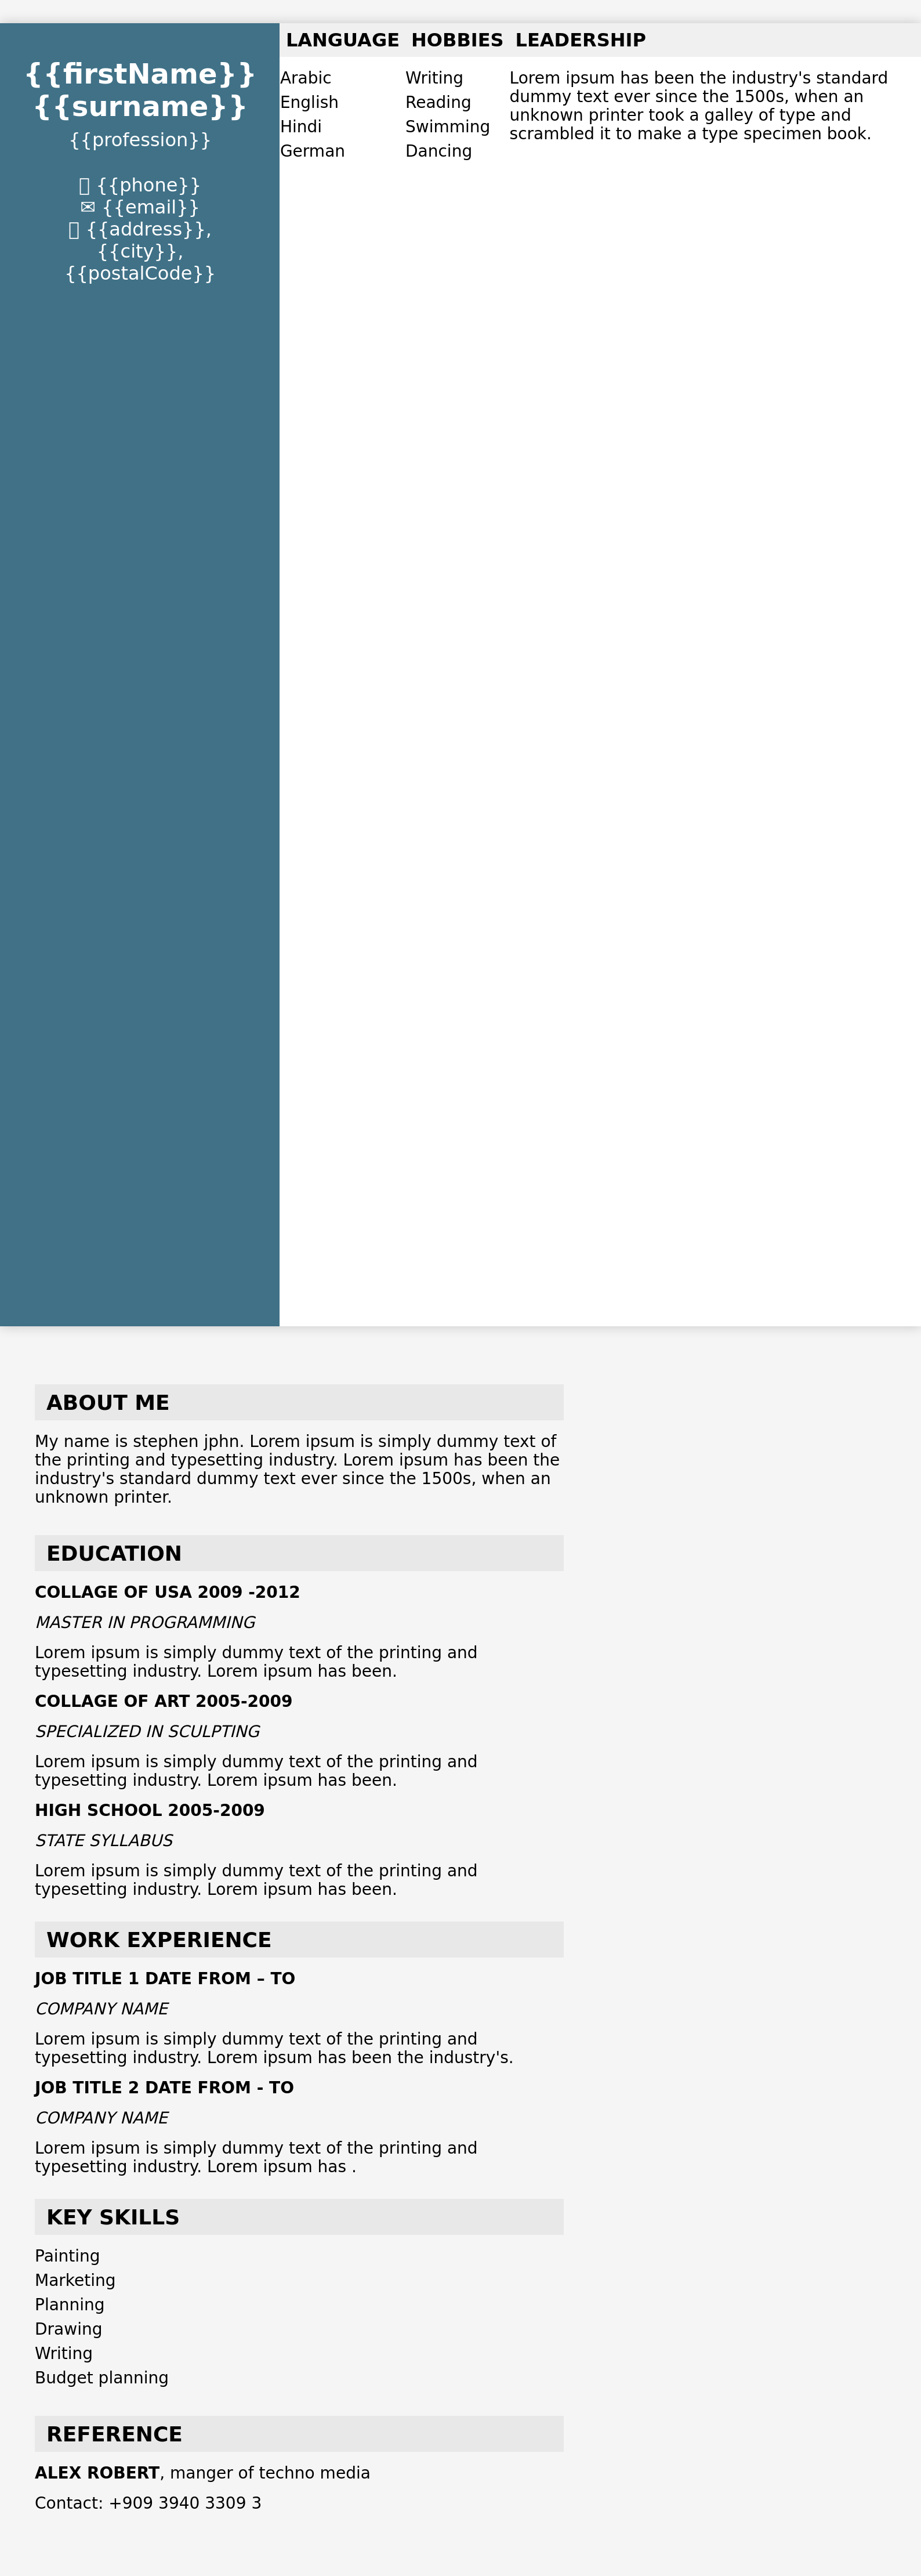 {{firstName}}
{{surname}}
{{profession}}
{{phone}}
✉ {{email}}
{{address}},
{{city}},
{{postalCode}}
LANGUAGE
Arabic
English
Hindi
German
HOBBIES
Writing
Reading
Swimming
Dancing
LEADERSHIP
Lorem ipsum has been the industry's standard
dummy text ever since the 1500s, when an
unknown printer took a galley of type and
scrambled it to make a type specimen book.
ABOUT ME
My name is stephen jphn. Lorem ipsum is simply dummy text of
the printing and typesetting industry. Lorem ipsum has been the
industry's standard dummy text ever since the 1500s, when an
unknown printer.
EDUCATION
COLLAGE OF USA 2009 -2012
MASTER IN PROGRAMMING
Lorem ipsum is simply dummy text of the printing and
typesetting industry. Lorem ipsum has been.
COLLAGE OF ART 2005-2009
SPECIALIZED IN SCULPTING
Lorem ipsum is simply dummy text of the printing and
typesetting industry. Lorem ipsum has been.
HIGH SCHOOL 2005-2009
STATE SYLLABUS
Lorem ipsum is simply dummy text of the printing and
typesetting industry. Lorem ipsum has been.
WORK EXPERIENCE
JOB TITLE 1 DATE FROM – TO
COMPANY NAME
Lorem ipsum is simply dummy text of the printing and
typesetting industry. Lorem ipsum has been the industry's.
JOB TITLE 2 DATE FROM - TO
COMPANY NAME
Lorem ipsum is simply dummy text of the printing and
typesetting industry. Lorem ipsum has .
KEY SKILLS
Painting
Marketing
Planning
Drawing
Writing
Budget planning
REFERENCE
ALEX ROBERT, manger of techno media
Contact: +909 3940 3309 3